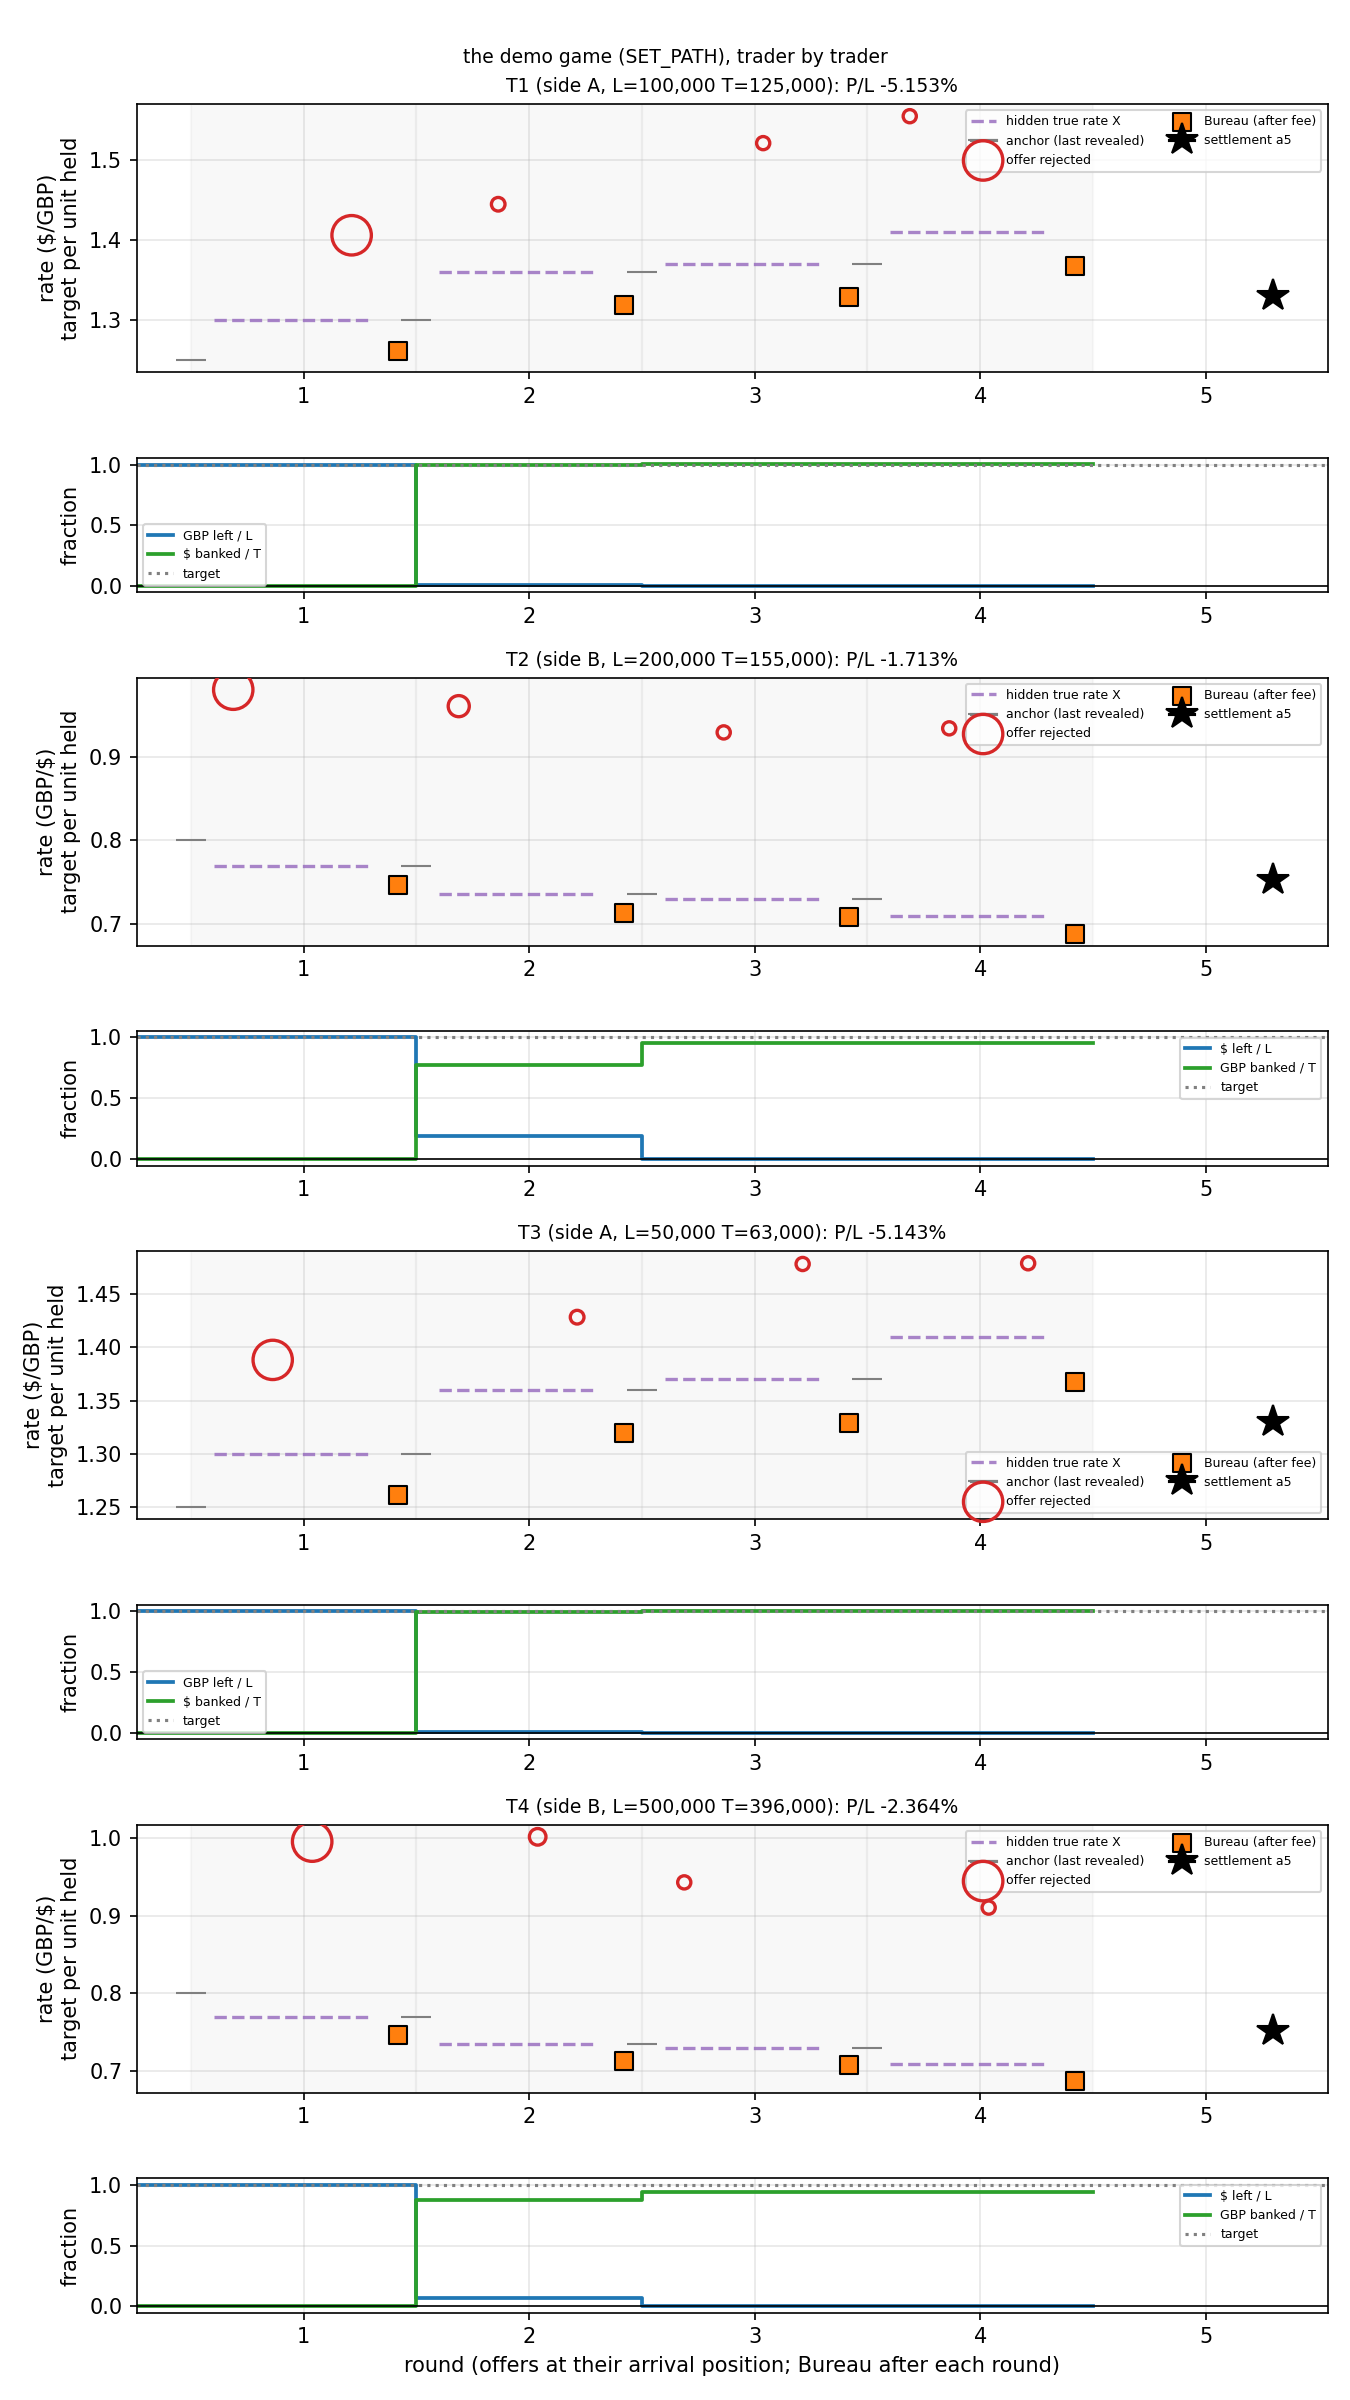 the demo game (SET_PATH), trader by trader
T1 (side A, L=100,000 T=125,000): P/L -5.153%
rate ($/GBP)
target per unit held
1.5
1.4
1.3
hidden true rate X
anchor (last revealed)
offer rejected
Bureau (after fee)
settlement a5
1 2 3 4 5
fraction
1.0
0.5
0.0
GBP left / L
$ banked / T
target
1 2 3 4 5
T2 (side B, L=200,000 T=155,000): P/L -1.713%
rate (GBP/$)
target per unit held
0.9
0.8
0.7
hidden true rate X
anchor (last revealed)
offer rejected
Bureau (after fee)
settlement a5
1 2 3 4 5
fraction
1.0
0.5
0.0
$ left / L
GBP banked / T
target
1 2 3 4 5
T3 (side A, L=50,000 T=63,000): P/L -5.143%
rate ($/GBP)
target per unit held
1.45
1.40
1.35
1.30
1.25
hidden true rate X
anchor (last revealed)
offer rejected
Bureau (after fee)
settlement a5
1 2 3 4 5
fraction
1.0
0.5
0.0
GBP left / L
$ banked / T
target
1 2 3 4 5
T4 (side B, L=500,000 T=396,000): P/L -2.364%
rate (GBP/$)
target per unit held
1.0
0.9
0.8
0.7
hidden true rate X
anchor (last revealed)
offer rejected
Bureau (after fee)
settlement a5
1 2 3 4 5
fraction
1.0
0.5
0.0
$ left / L
GBP banked / T
target
1 2 3 4 5
round (offers at their arrival position; Bureau after each round)